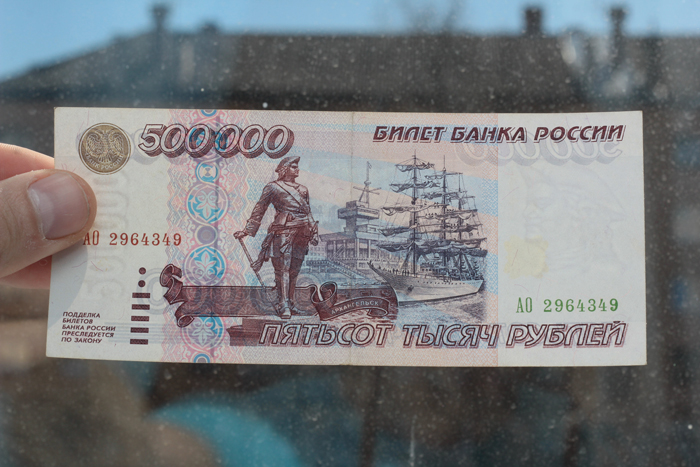 500000
БИЛЕТ БАНКА РОССИИ
АО 2964349
АРХАНГЕЛЬСК
АО 2964349
ПОДДЕЛКА
БИЛЕТОВ
БАНКА РОССИИ
ПРЕСЛЕДУЕТСЯ
ПО ЗАКОНУ
ПЯТЬСОТ ТЫСЯЧ РУБЛЕЙ